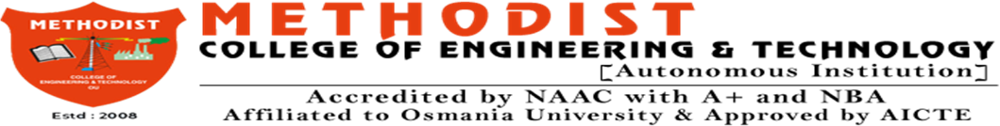 METHODIST
COLLEGE OF
ENGINEERING & TECHNOLOGY
OU
Estd : 2008
METHODIST
COLLEGE OF ENGINEERING & TECHNOLOGY
[Autonomous Institution]
Accredited by NAAC with A+ and NBA
Affiliated to Osmania University & Approved by AICTE